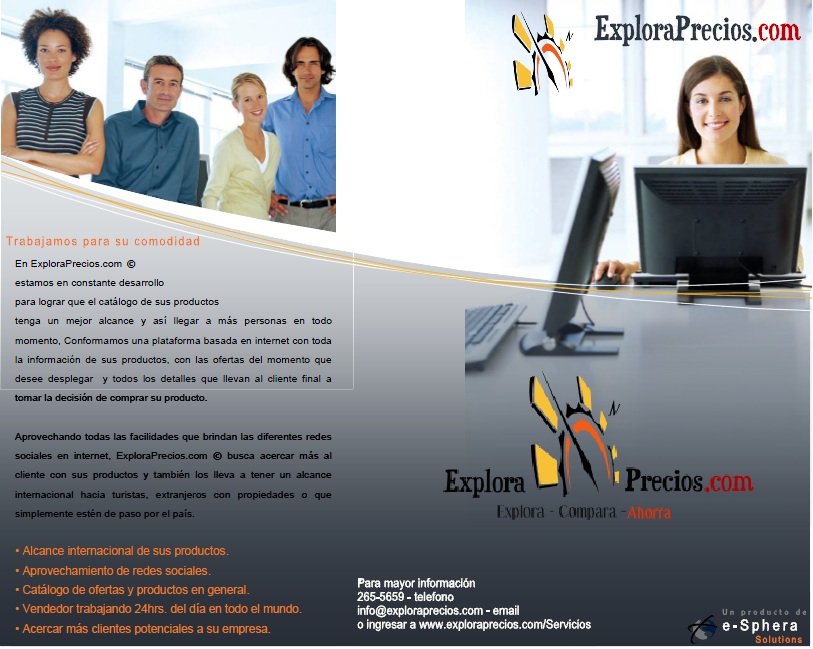 ExploraPrecios.com
Trabajamos para su comodidad
En ExploraPrecios.com ©
estamos en constante desarrollo
para lograr que el catálogo de sus productos
tenga un mejor alcance y así llegar a más personas en todo
momento, Conformamos una plataforma basada en internet con toda
la información de sus productos, con las ofertas del momento que
desee desplegar y todos los detalles que llevan al cliente final a
tomar la decisión de comprar su producto.
Aprovechando todas las facilidades que brindan las diferentes redes
sociales en internet, ExploraPrecios.com © busca acercar más al
cliente con sus productos y también los lleva a tener un alcance
internacional hacia turistas, extranjeros con propiedades o que
simplemente estén de paso por el país.
• Alcance internacional de sus productos.
• Aprovechamiento de redes sociales.
• Catálogo de ofertas y productos en general.
• Vendedor trabajando 24hrs. del día en todo el mundo.
• Acercar más clientes potenciales a su empresa.
N
Explora Precios.com
Explora - Compara - Ahorra
Para mayor información
265-5659 - telefono
info@exploraprecios.com - email
o ingresar a www.exploraprecios.com/Servicios
Un producto de
e-Sphera
Solutions